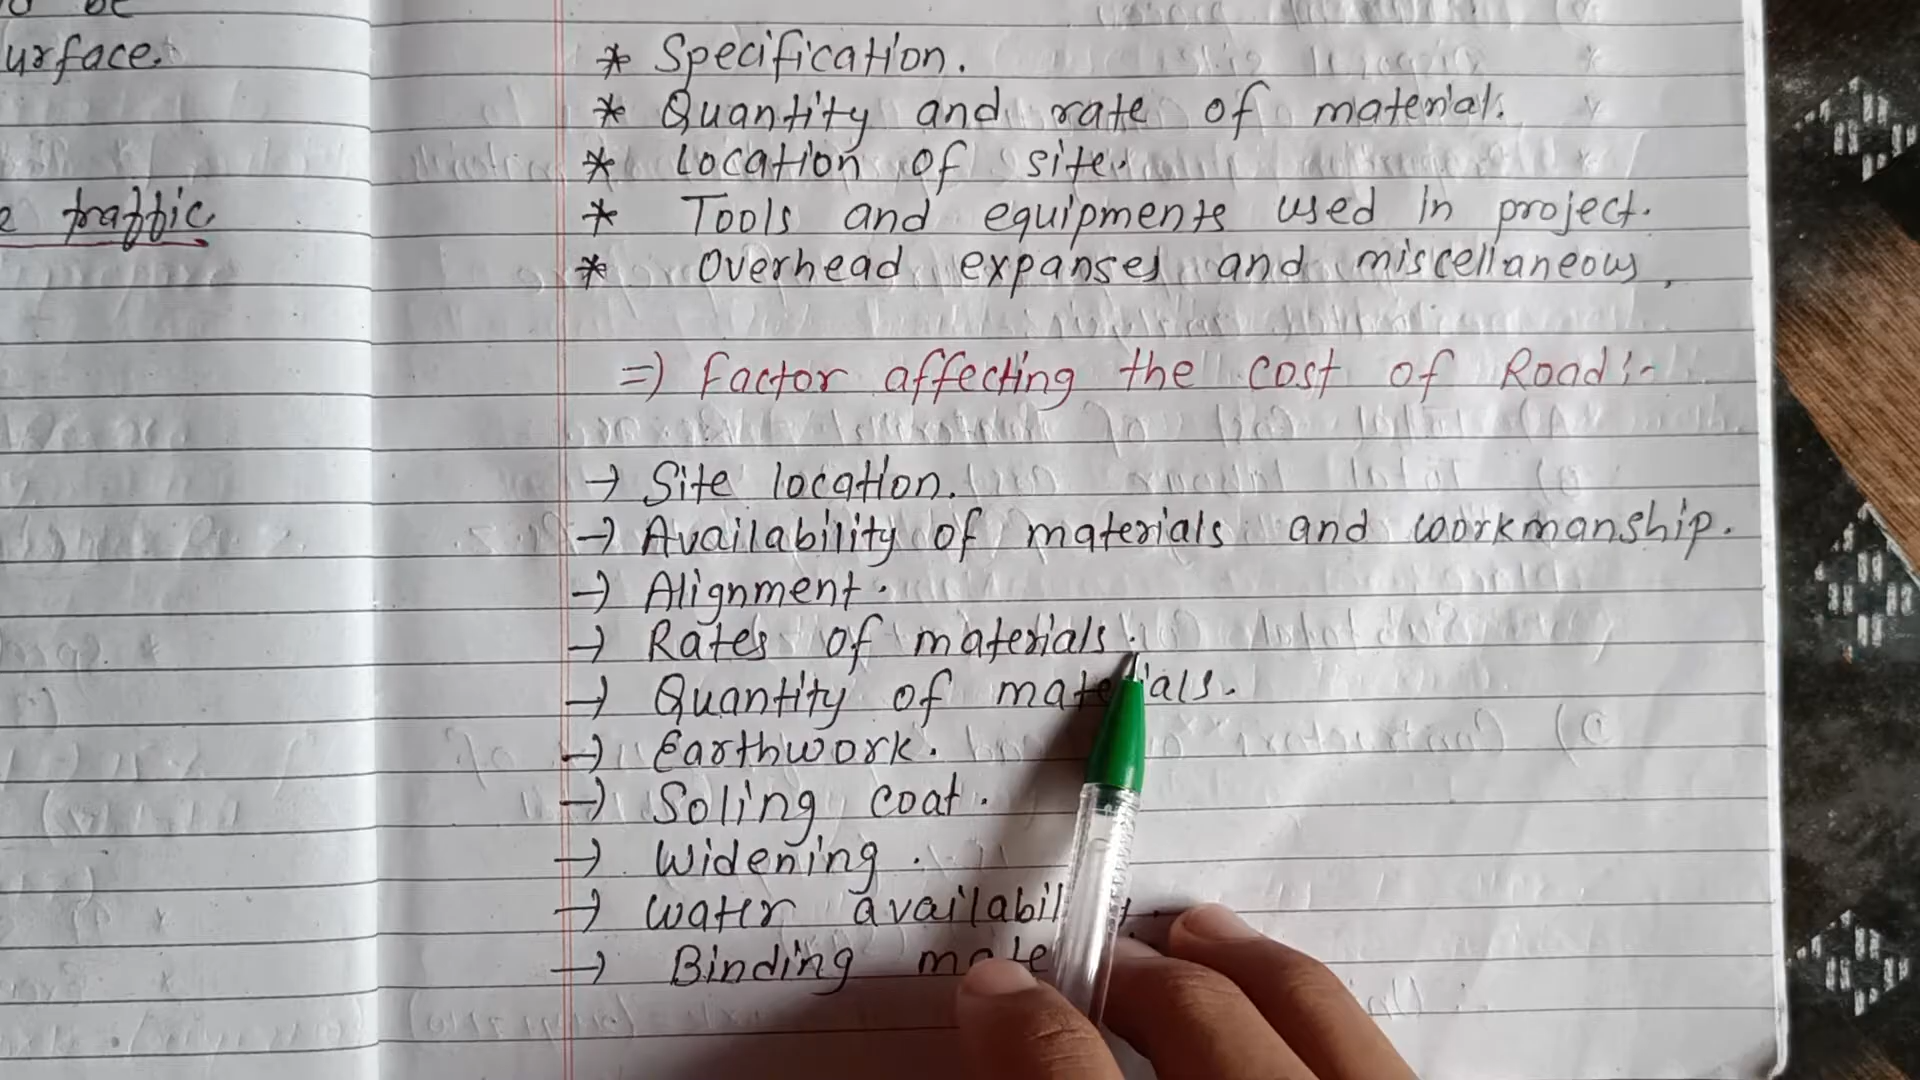 urface.
traffic.
* Specification.
* Quantity and rate of material.
* Location of site.
* Tools and equipments used in project.
* Overhead expanses and miscellaneous.
=) Factor affecting the cost of Road:-
→ Site location.
→ Availability of materials and workmanship.
→ Alignment.
→ Rates of materials.
→ Quantity of materials.
→ Earthwork.
→ Soling coat.
→ Widening.
→ Water
→ Binding